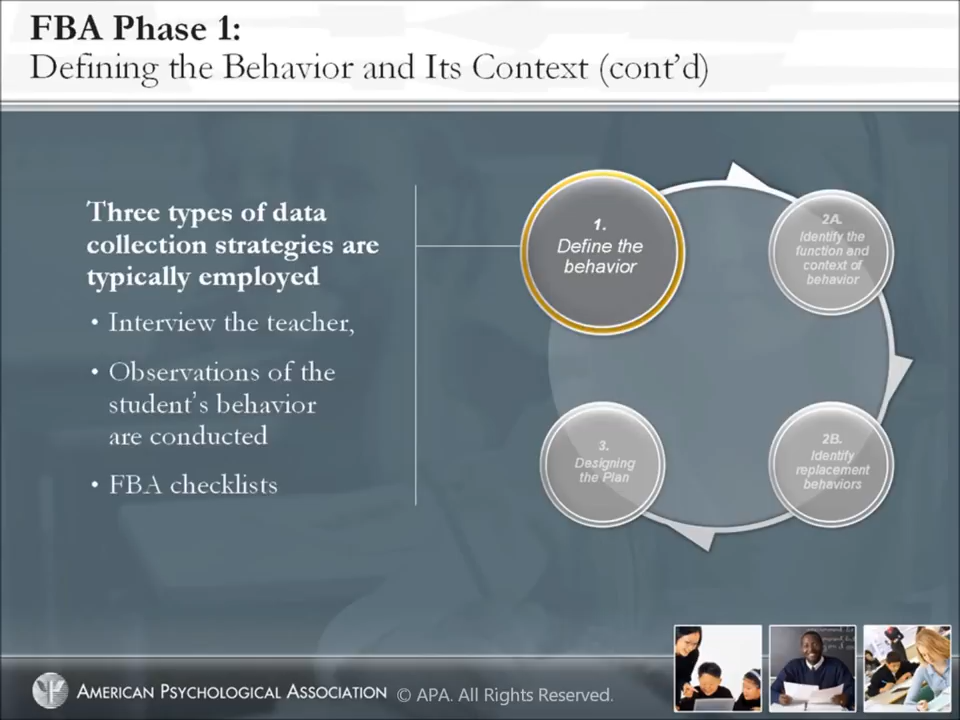 FBA Phase 1:
Defining the Behavior and Its Context (cont’d)
Three types of data
collection strategies are
typically employed
• Interview the teacher,
• Observations of the
student’s behavior
are conducted
• FBA checklists
1.
Define the
behavior
2A.
Identify the
function and
context of
behavior
2B.
Identify
replacement
behaviors
3.
Designing
the Plan
AMERICAN PSYCHOLOGICAL ASSOCIATION © APA. All Rights Reserved.